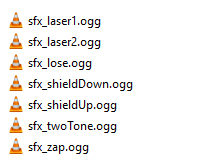 sfx_laser1.ogg
sfx_laser2.ogg
sfx_lose.ogg
sfx_shieldDown.ogg
sfx_shieldUp.ogg
sfx_twoTone.ogg
sfx_zap.ogg